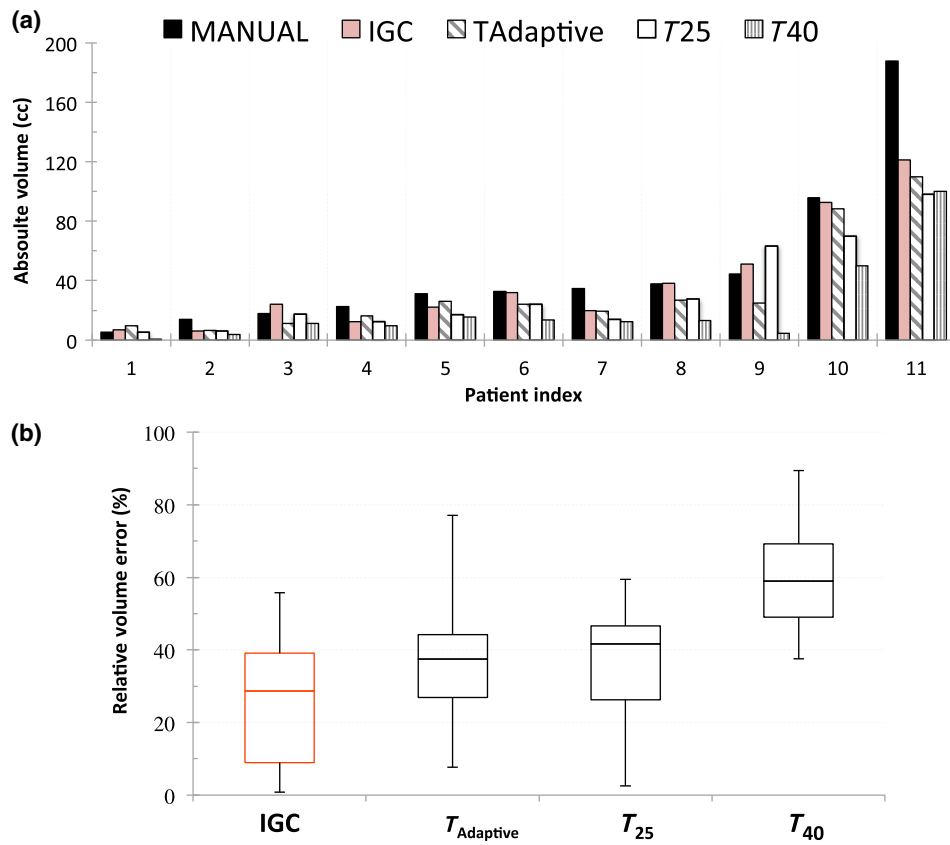 (a)
MANUAL IGC TAdaptive T25 T40
Absoulte volume (cc)
200
160
120
80
40
0
1 2 3 4 5 6 7 8 9 10 11
Patient index
(b)
Relative volume error (%)
100
80
60
40
20
0
IGC TAdaptive T25 T40